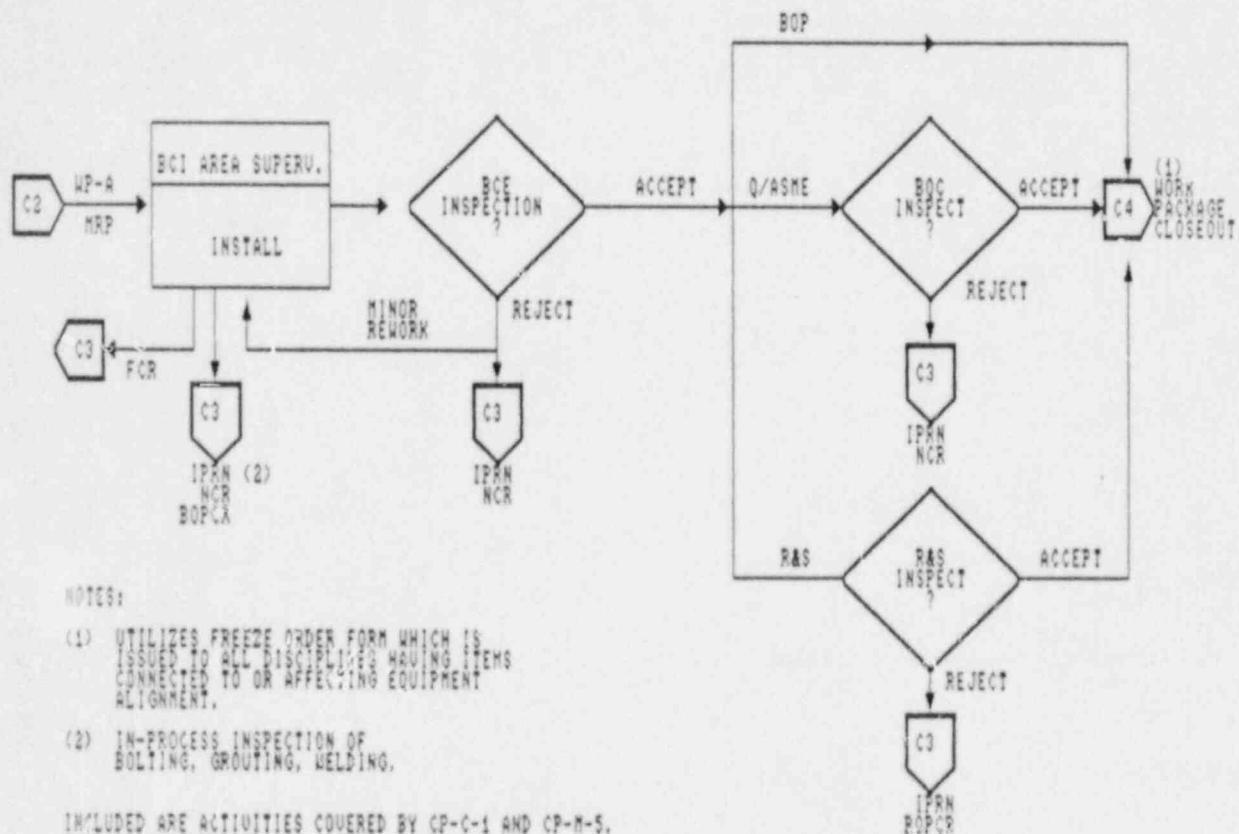 BOP
BCI AREA SUPERV.
INSTALL
C2
WP-A
MRP
BCE
INSPECTION
?
ACCEPT
Q/ASME
BQC
INSPECT
?
ACCEPT
C4
(1)
WORK
PACKAGE
CLOSEOUT
REJECT
MINOR
REWORK
REJECT
C3
FCR
C3
IPRN (2)
NCR
C3
IPRN
NCR
C3
IPRN
NCR
R&S
R&S
INSPECT
?
ACCEPT
REJECT
C3
IPRN
BOPCR
NOTES:
(1) UTILIZES FREEZE ORDER FORM WHICH IS
ISSUED TO ALL DISCIPLINES HAVING ITEMS
CONNECTED TO OR AFFECTING EQUIPMENT
ALIGNMENT.
(2) IN-PROCESS INSPECTION OF
BOLTING, GROUTING, WELDING.
INCLUDED ARE ACTIVITIES COVERED BY CP-C-1 AND CP-M-5.